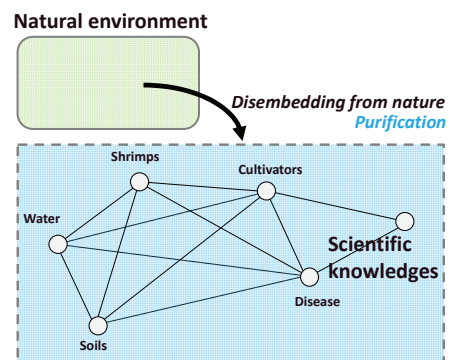 Natural environment
Disembedding from nature
Purification
Shrimps
Cultivators
Water
Scientific
knowledges
Disease
Soils